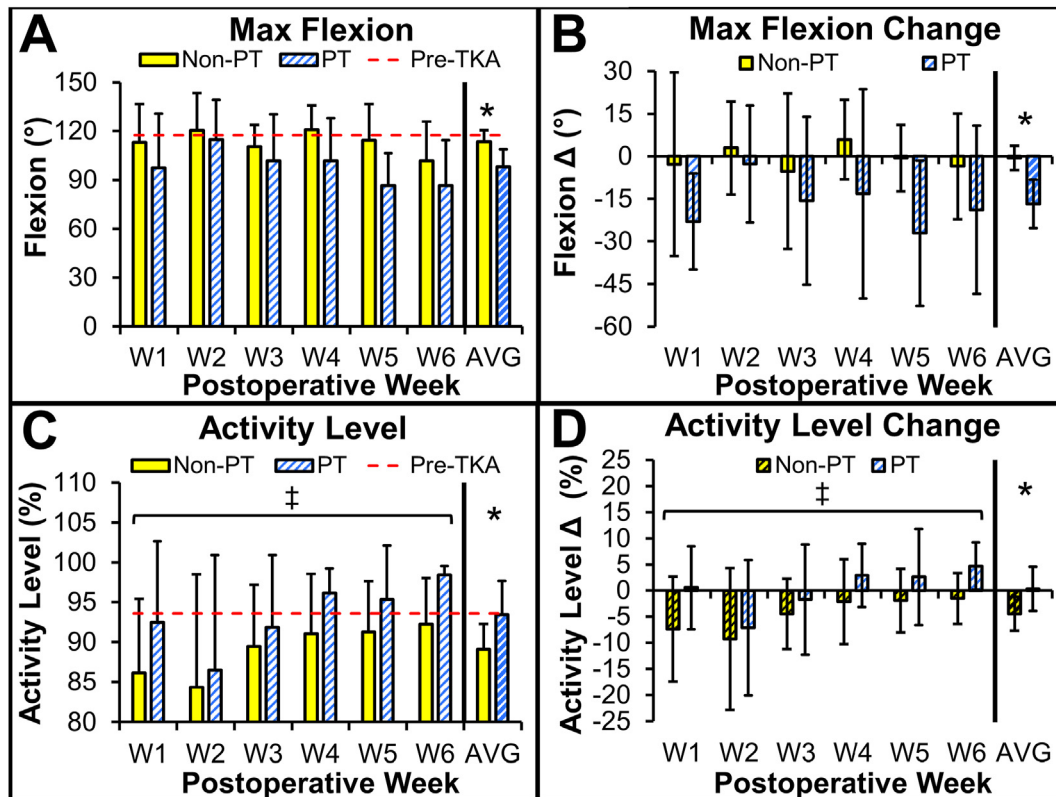 A Max Flexion
Non-PT PT Pre-TKA
150
120
90
60
30
0
Flexion (°)
*
W1 W2 W3 W4 W5 W6 AVG
Postoperative Week
B Max Flexion Change
Non-PT PT
30
15
0
-15
-30
-45
-60
Flexion Δ (°)
*
W1 W2 W3 W4 W5 W6 AVG
Postoperative Week
C Activity Level
Non-PT PT Pre-TKA
110
105
100
95
90
85
80
Activity Level (%)
‡
*
W1 W2 W3 W4 W5 W6 AVG
Postoperative Week
D Activity Level Change
Non-PT PT
25
20
15
10
5
0
-5
-10
-15
-20
-25
Activity Level Δ (%)
‡
*
W1 W2 W3 W4 W5 W6 AVG
Postoperative Week